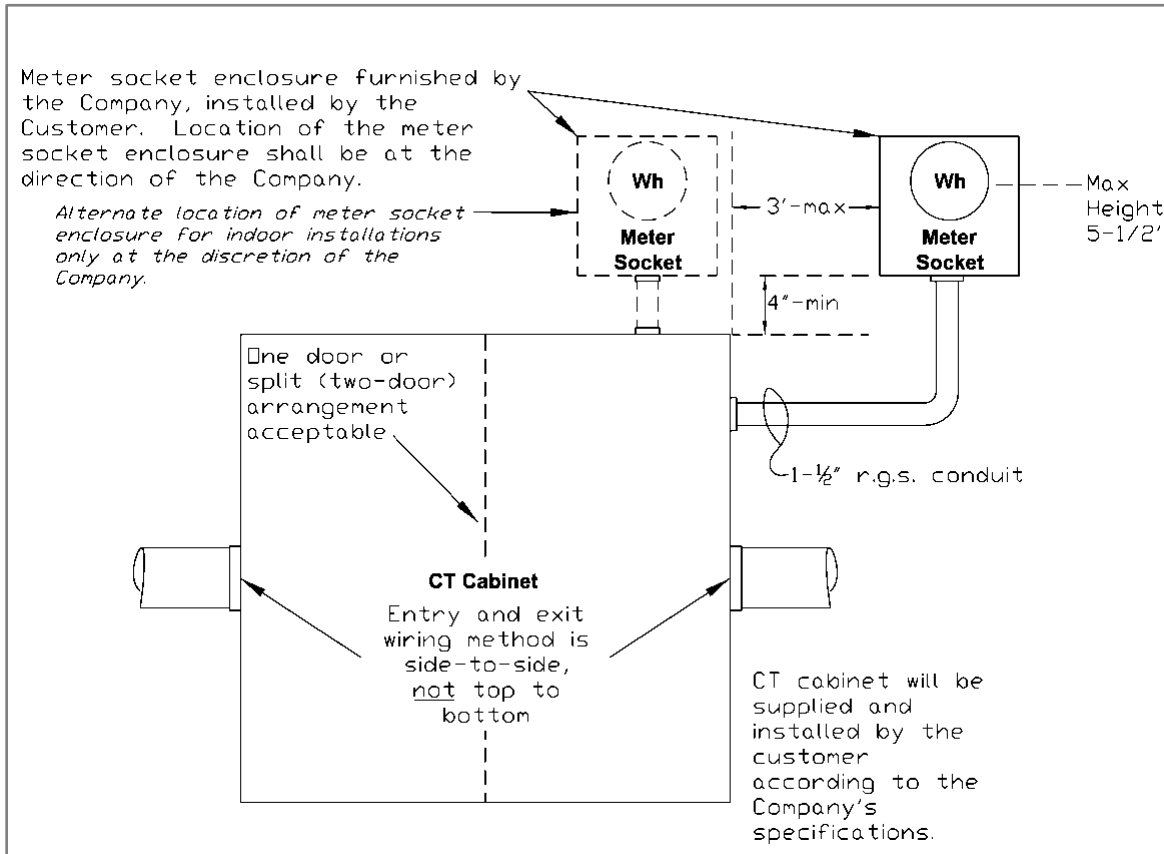 Meter socket enclosure furnished by
the Company, installed by the
Customer. Location of the meter
socket enclosure shall be at the
direction of the Company.
Alternate location of meter socket
enclosure for indoor installations
only at the discretion of the
Company.
Wh
Meter
Socket
3'-max
4"-min
Wh
Meter
Socket
Max
Height
5-1/2'
One door or
split (two-door)
arrangement
acceptable
1-½" r.g.s. conduit
CT Cabinet
Entry and exit
wiring method is
side-to-side,
not top to
bottom
CT cabinet will be
supplied and
installed by the
customer
according to the
Company's
specifications.